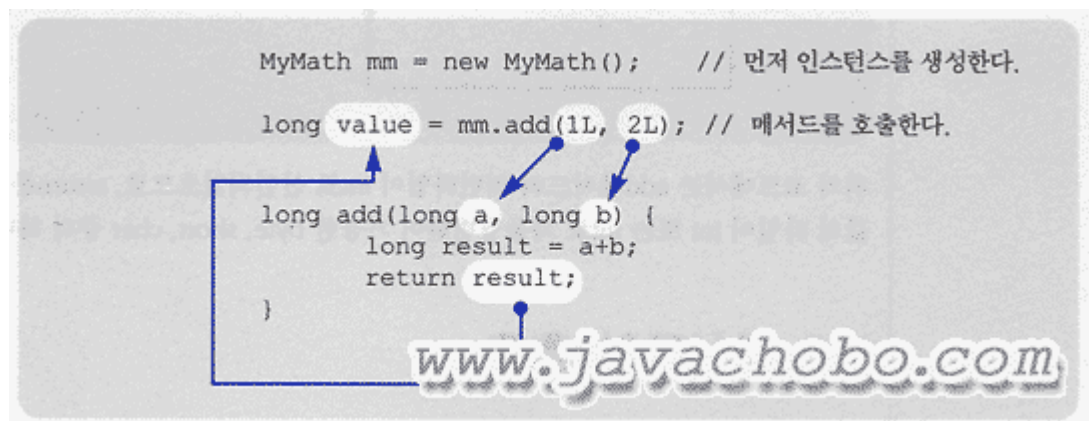 MyMath mm = new MyMath(); // 먼저 인스턴스를 생성한다.
long value = mm.add(1L, 2L); // 메서드를 호출한다.
long add(long a, long b) {
long result = a+b;
return result;
}
www.javachobo.com